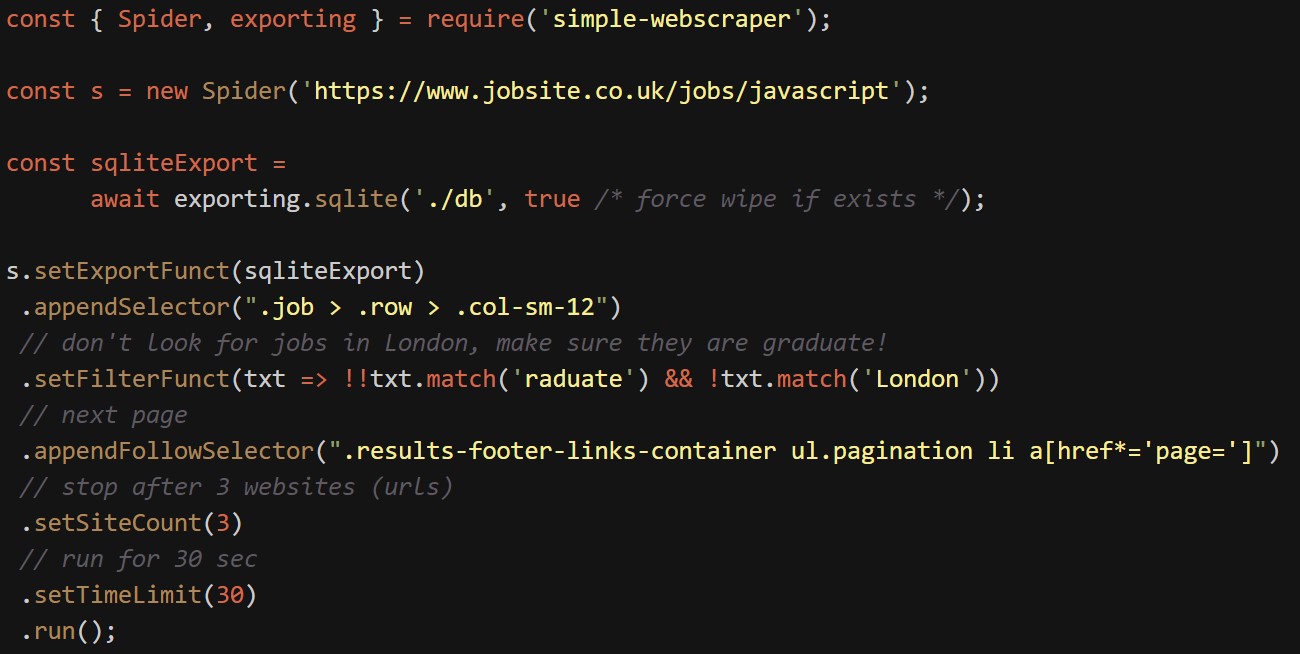 const { Spider, exporting } = require('simple-webscraper');
const s = new Spider('https://www.jobsite.co.uk/jobs/javascript');
const sqliteExport =
await exporting.sqlite('./db', true /* force wipe if exists */);
s.setExportFunct(sqliteExport)
.appendSelector(".job > .row > .col-sm-12")
// don't look for jobs in London, make sure they are graduate!
.setFilterFunct(txt => !!txt.match('raduate') && !txt.match('London'))
// next page
.appendFollowSelector(".results-footer-links-container ul.pagination li a[href*='page=']")
// stop after 3 websites (urls)
.setSiteCount(3)
// run for 30 sec
.setTimeLimit(30)
.run();